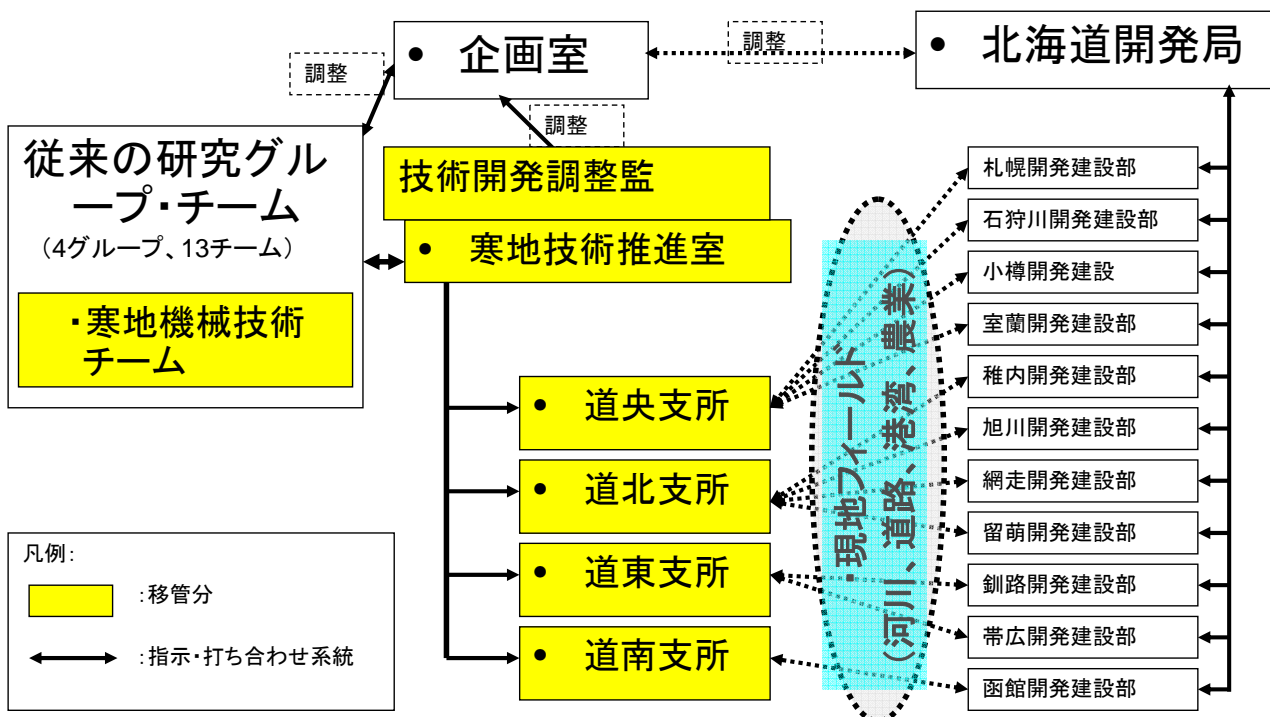 • 企画室
調整
• 北海道開発局
調整
調整
従来の研究グル
ープ・チーム
（4グループ、13チーム）
・寒地機械技術
チーム
技術開発調整監
• 寒地技術推進室
• 道央支所
• 道北支所
• 道東支所
• 道南支所
・現地フィールド
（河川、道路、港湾、農業）
札幌開発建設部
石狩川開発建設部
小樽開発建設
室蘭開発建設部
稚内開発建設部
旭川開発建設部
網走開発建設部
留萌開発建設部
釧路開発建設部
帯広開発建設部
函館開発建設部
凡例：
：移管分
：指示・打ち合わせ系統